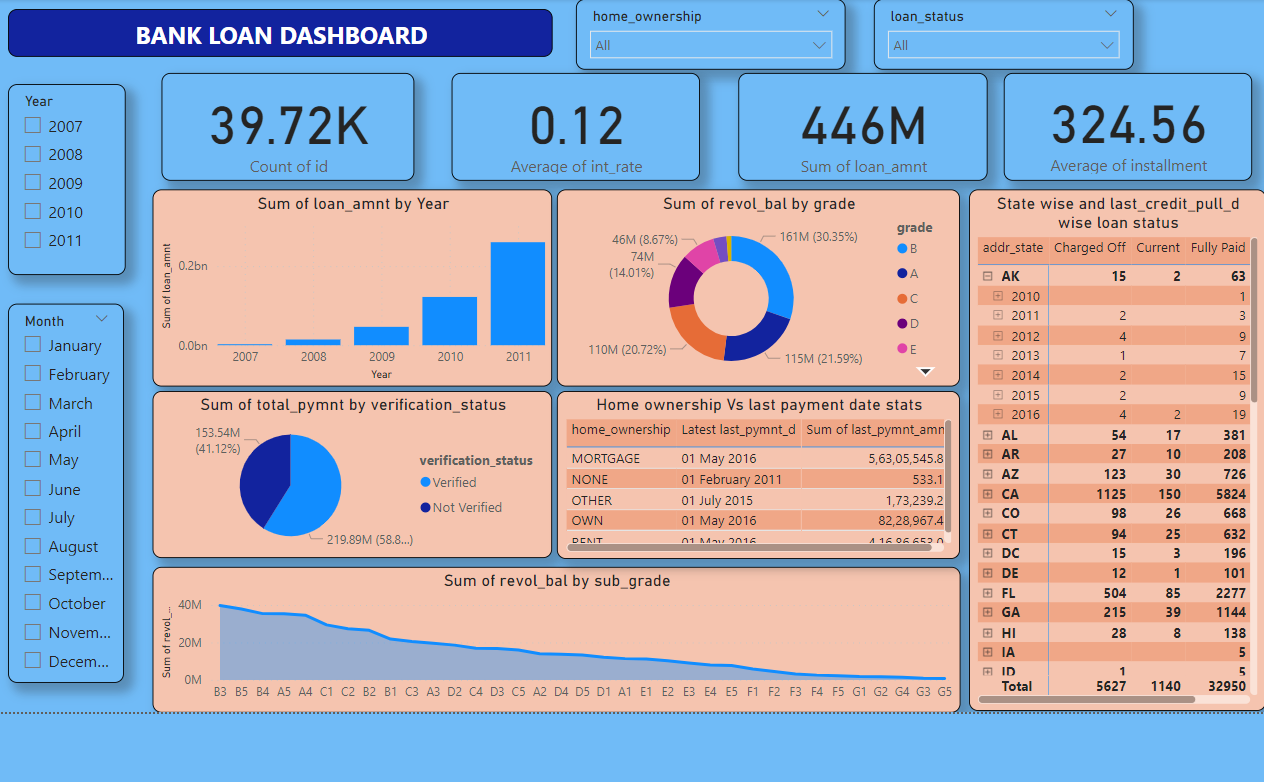 BANK LOAN DASHBOARD
home_ownership
All
loan_status
All
Year
2007
2008
2009
2010
2011
39.72K
Count of id
0.12
Average of int_rate
446M
Sum of loan_amnt
324.56
Average of installment
Month
January
February
March
April
May
June
July
August
Septem...
October
Novem...
Decem...
Sum of loan_amnt by Year
Sum of loan_amnt
0.2bn
0.0bn
2007 2008 2009 2010 2011
Year
Sum of revol_bal by grade
46M (8.67%)
74M
(14.01%)
110M (20.72%)
161M (30.35%)
115M (21.59%)
grade
B
A
C
D
E
Sum of total_pymnt by verification_status
153.54M
(41.12%)
219.89M (58.8...)
verification_status
Verified
Not Verified
Home ownership Vs last payment date stats
home_ownership Latest last_pymnt_d Sum of last_pymnt_amn
MORTGAGE 01 May 2016 5,63,05,545.8
NONE 01 February 2011 533.1
OTHER 01 July 2015 1,73,239.2
OWN 01 May 2016 82,28,967.4
RENT 01 May 2016 4,16,86,653.0
Sum of revol_bal by sub_grade
Sum of revol_...
40M
20M
0M
B3 B5 B4 A5 A4 C1 C2 B2 B1 C3 A3 D2 C4 D3 C5 A2 D4 D5 D1 A1 E1 E2 E3 E4 E5 F1 F2 F3 F4 F5 G1 G2 G4 G3 G5
State wise and last_credit_pull_d
wise loan status
addr_state Charged Off Current Fully Paid
AK 15 2 63
2010 1
2011 2 3
2012 4 9
2013 1 7
2014 2 15
2015 2 9
2016 4 2 19
AL 54 17 381
AR 27 10 208
AZ 123 30 726
CA 1125 150 5824
CO 98 26 668
CT 94 25 632
DC 15 3 196
DE 12 1 101
FL 504 85 2277
GA 215 39 1144
HI 28 8 138
IA 5
ID 1 5
Total 5627 1140 32950